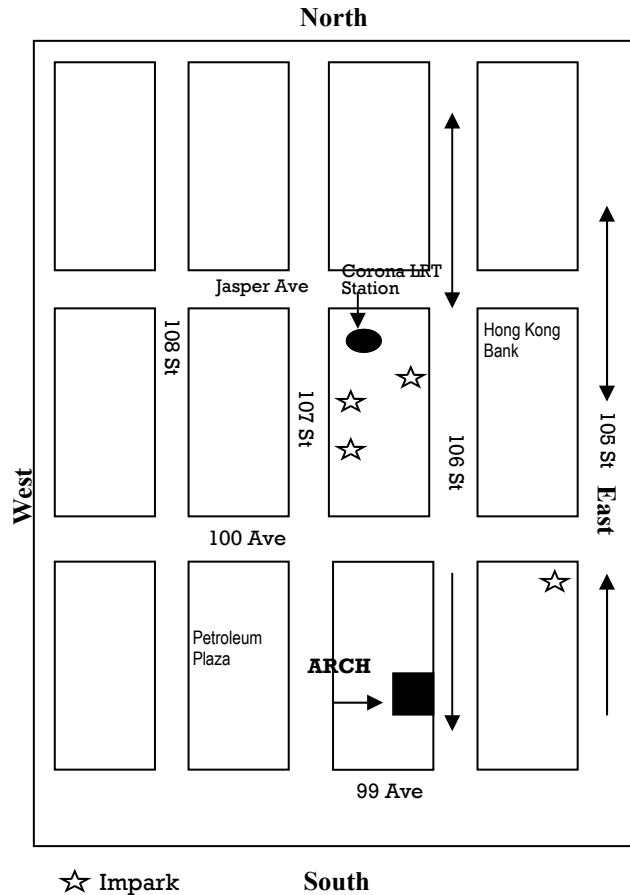 North
Corona LRT
Station
Jasper Ave
Hong Kong
Bank
108 St
107 St
106 St
105 St
West
East
100 Ave
Petroleum
Plaza
ARCH
99 Ave
Impark
South